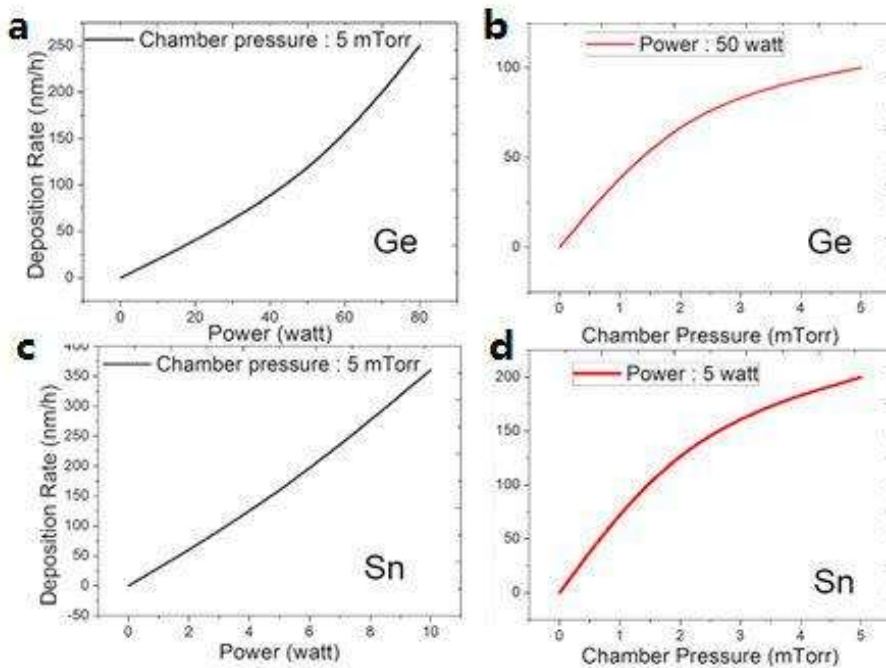 a
Chamber pressure : 5 mTorr
250
200
150
100
50
0
Deposition Rate (nm/h)
Ge
0 20 40 60 80
Power (watt)
b
Power : 50 watt
100
50
0
Ge
0 1 2 3 4 5
Chamber Pressure (mTorr)
c
Chamber pressure : 5 mTorr
400
350
300
250
200
150
100
50
0
-50
Deposition Rate (nm/h)
Sn
0 2 4 6 8 10
Power (watt)
d
Power : 5 watt
200
150
100
50
0
Sn
0 1 2 3 4 5
Chamber Pressure (mTorr)